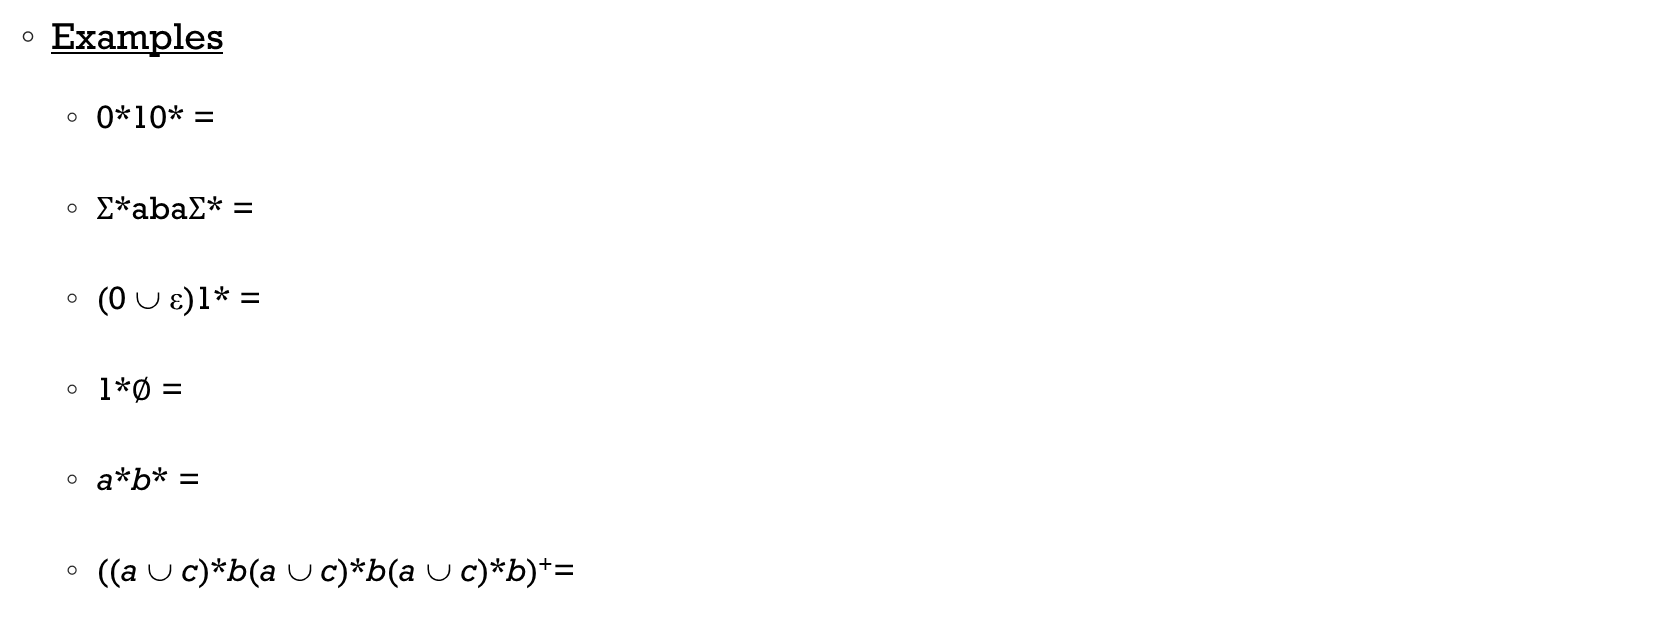 ◦ Examples
◦ 0*10* =
◦ Σ*abaΣ* =
◦ (0 ∪ ε)1* =
◦ 1*∅ =
◦ a*b* =
◦ ((a ∪ c)*b(a ∪ c)*b(a ∪ c)*b)⁺=